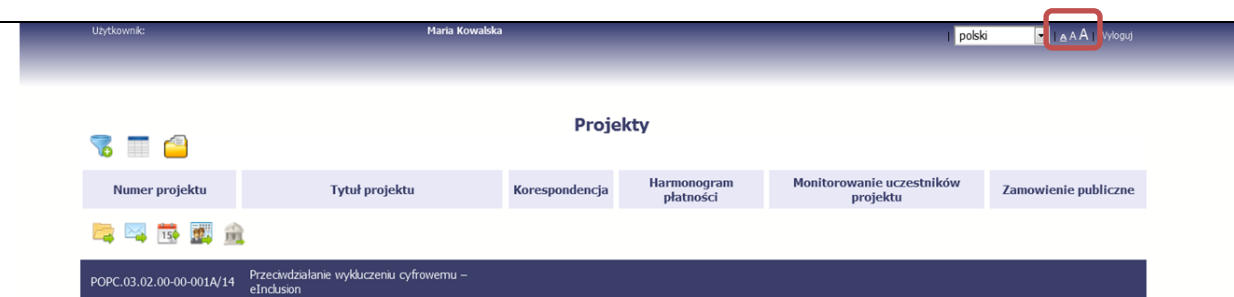 Użytkownik: Maria Kowalska | polski | A A A | Wyloguj
Projekty
Numer projektu Tytuł projektu Korespondencja Harmonogram płatności Monitorowanie uczestników projektu Zamowienie publiczne
15
POPC.03.02.00-00-001A/14 Przeciwdziałanie wykluczeniu cyfrowemu –
eInclusion